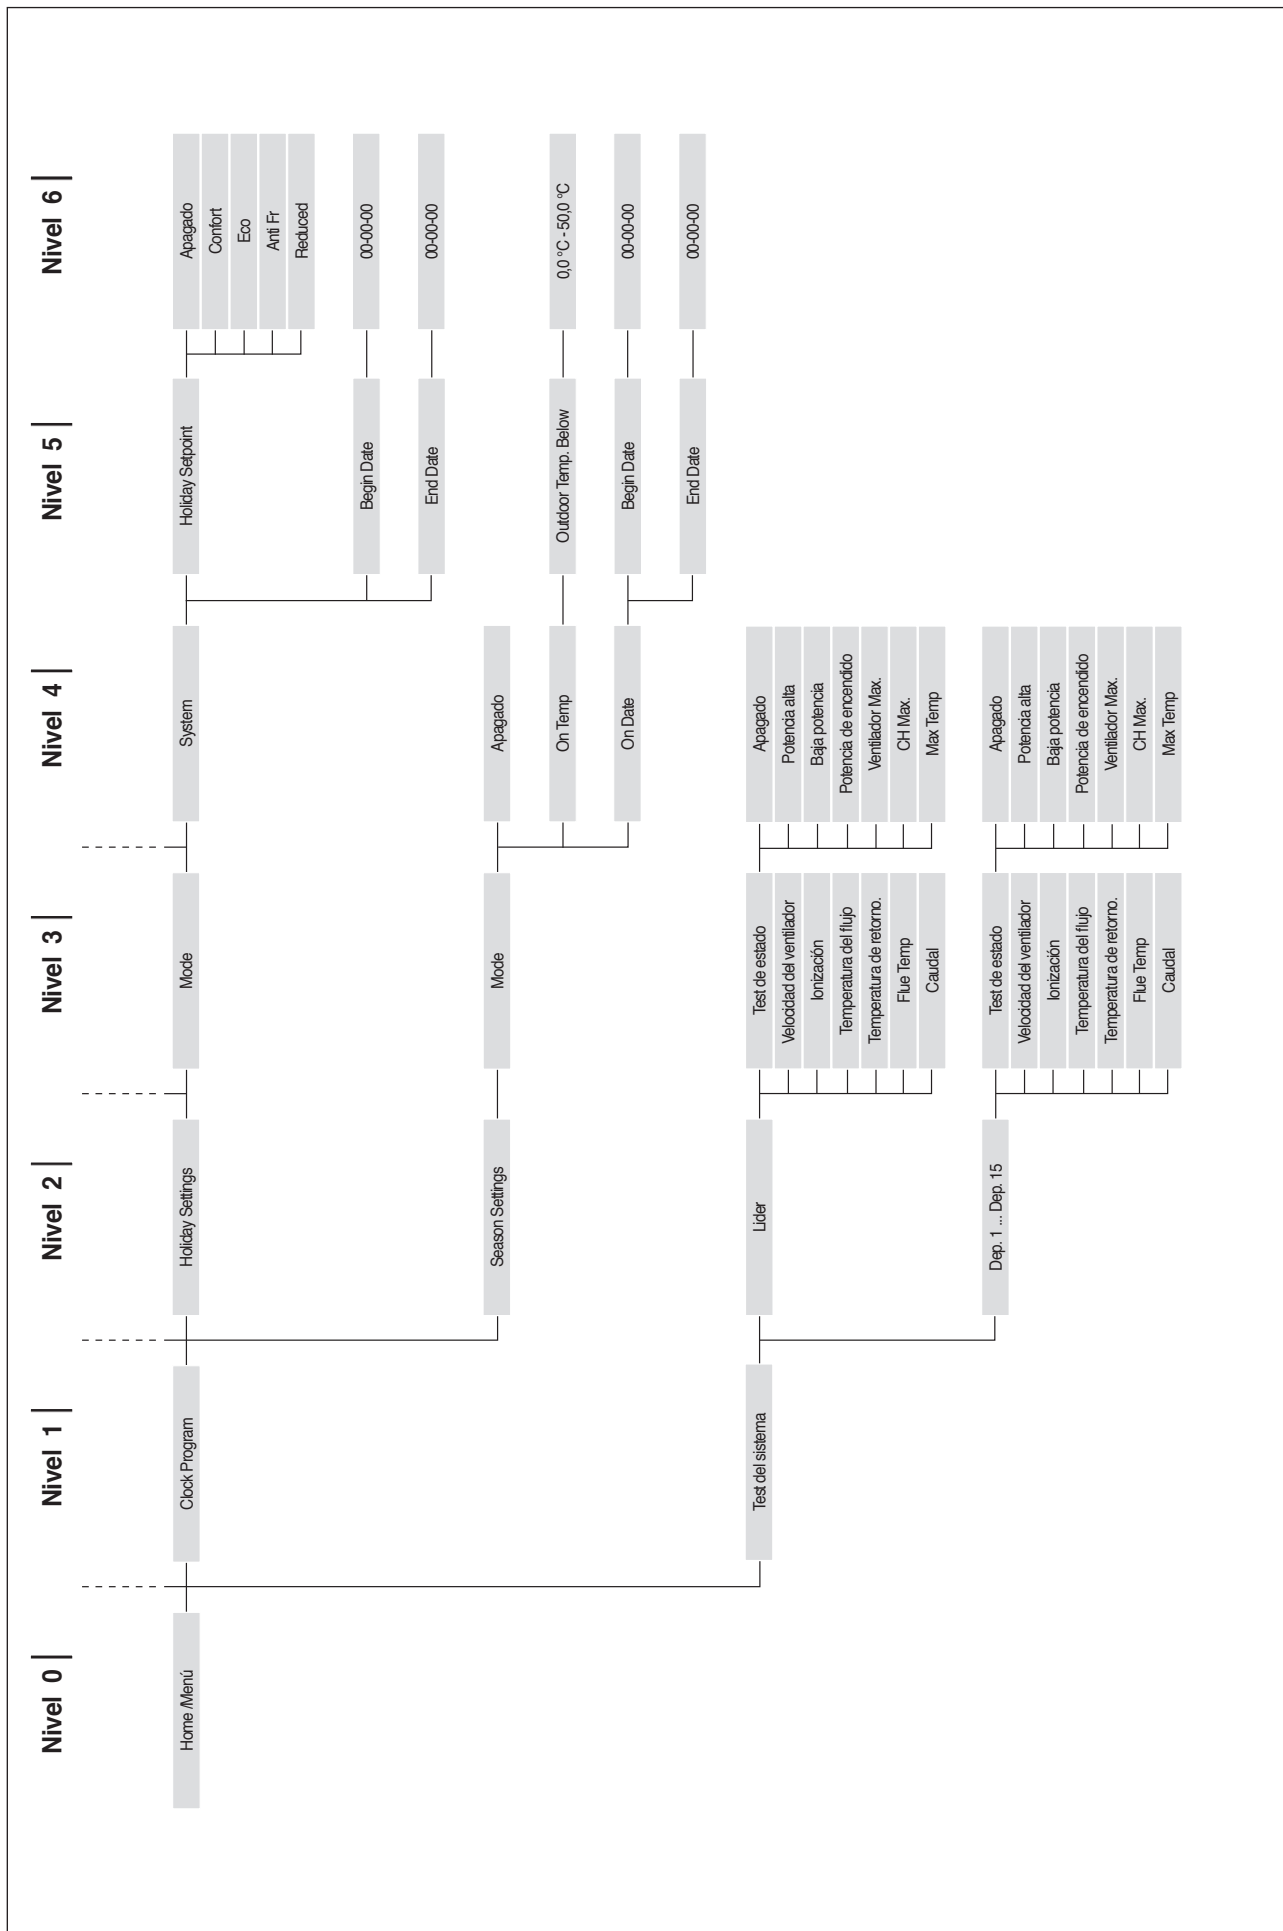 Nivel 0
Nivel 1
Nivel 2
Nivel 3
Nivel 4
Nivel 5
Nivel 6
Home /Menú
Clock Program
Holiday Settings
Mode
System
Holiday Setpoint
Apagado
Confort
Eco
Anti Fr
Reduced
Begin Date
00-00-00
End Date
00-00-00
Season Settings
Mode
Apagado
On Temp
Outdoor Temp. Below
0,0 °C - 50,0 °C
On Date
Begin Date
00-00-00
End Date
00-00-00
Test del sistema
Lider
Test de estado
Velocidad del ventilador
Ionización
Temperatura del flujo
Temperatura de retorno.
Flue Temp
Caudal
Apagado
Potencia alta
Baja potencia
Potencia de encendido
Ventilador Max.
CH Max.
Max Temp
Dep. 1 ... Dep. 15
Test de estado
Velocidad del ventilador
Ionización
Temperatura del flujo
Temperatura de retorno.
Flue Temp
Caudal
Apagado
Potencia alta
Baja potencia
Potencia de encendido
Ventilador Max.
CH Max.
Max Temp